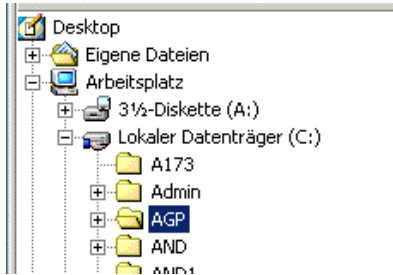 Desktop
Eigene Dateien
Arbeitsplatz
3½-Diskette (A:)
Lokaler Datenträger (C:)
A173
Admin
AGP
AND
AND1